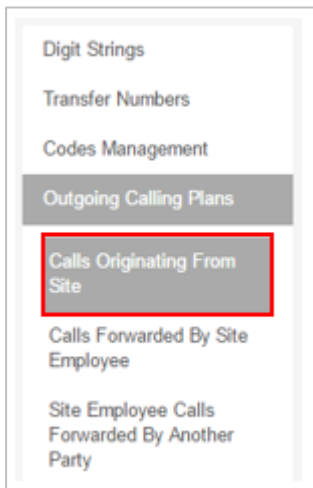 Digit Strings
Transfer Numbers
Codes Management
Outgoing Calling Plans
Calls Originating From
Site
Calls Forwarded By Site
Employee
Site Employee Calls
Forwarded By Another
Party